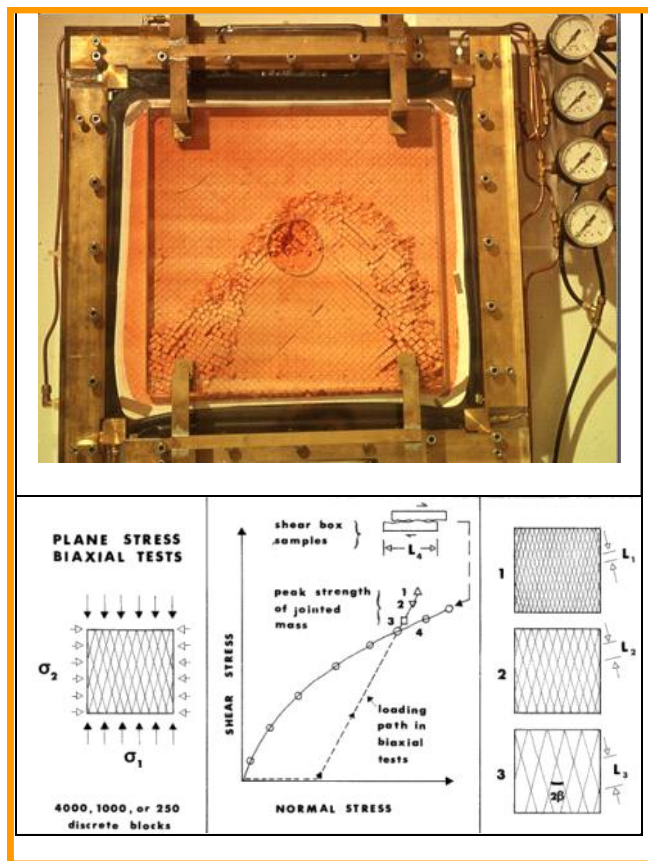 PLANE STRESS
BIAXIAL TESTS
σ2
σ1
4000, 1000, or 250
discrete blocks
shear box
samples
L4
peak strength
of jointed
mass
1
2
3
4
loading
path in
biaxial
tests
SHEAR STRESS
NORMAL STRESS
1
L1
2
L2
3
L3
2β